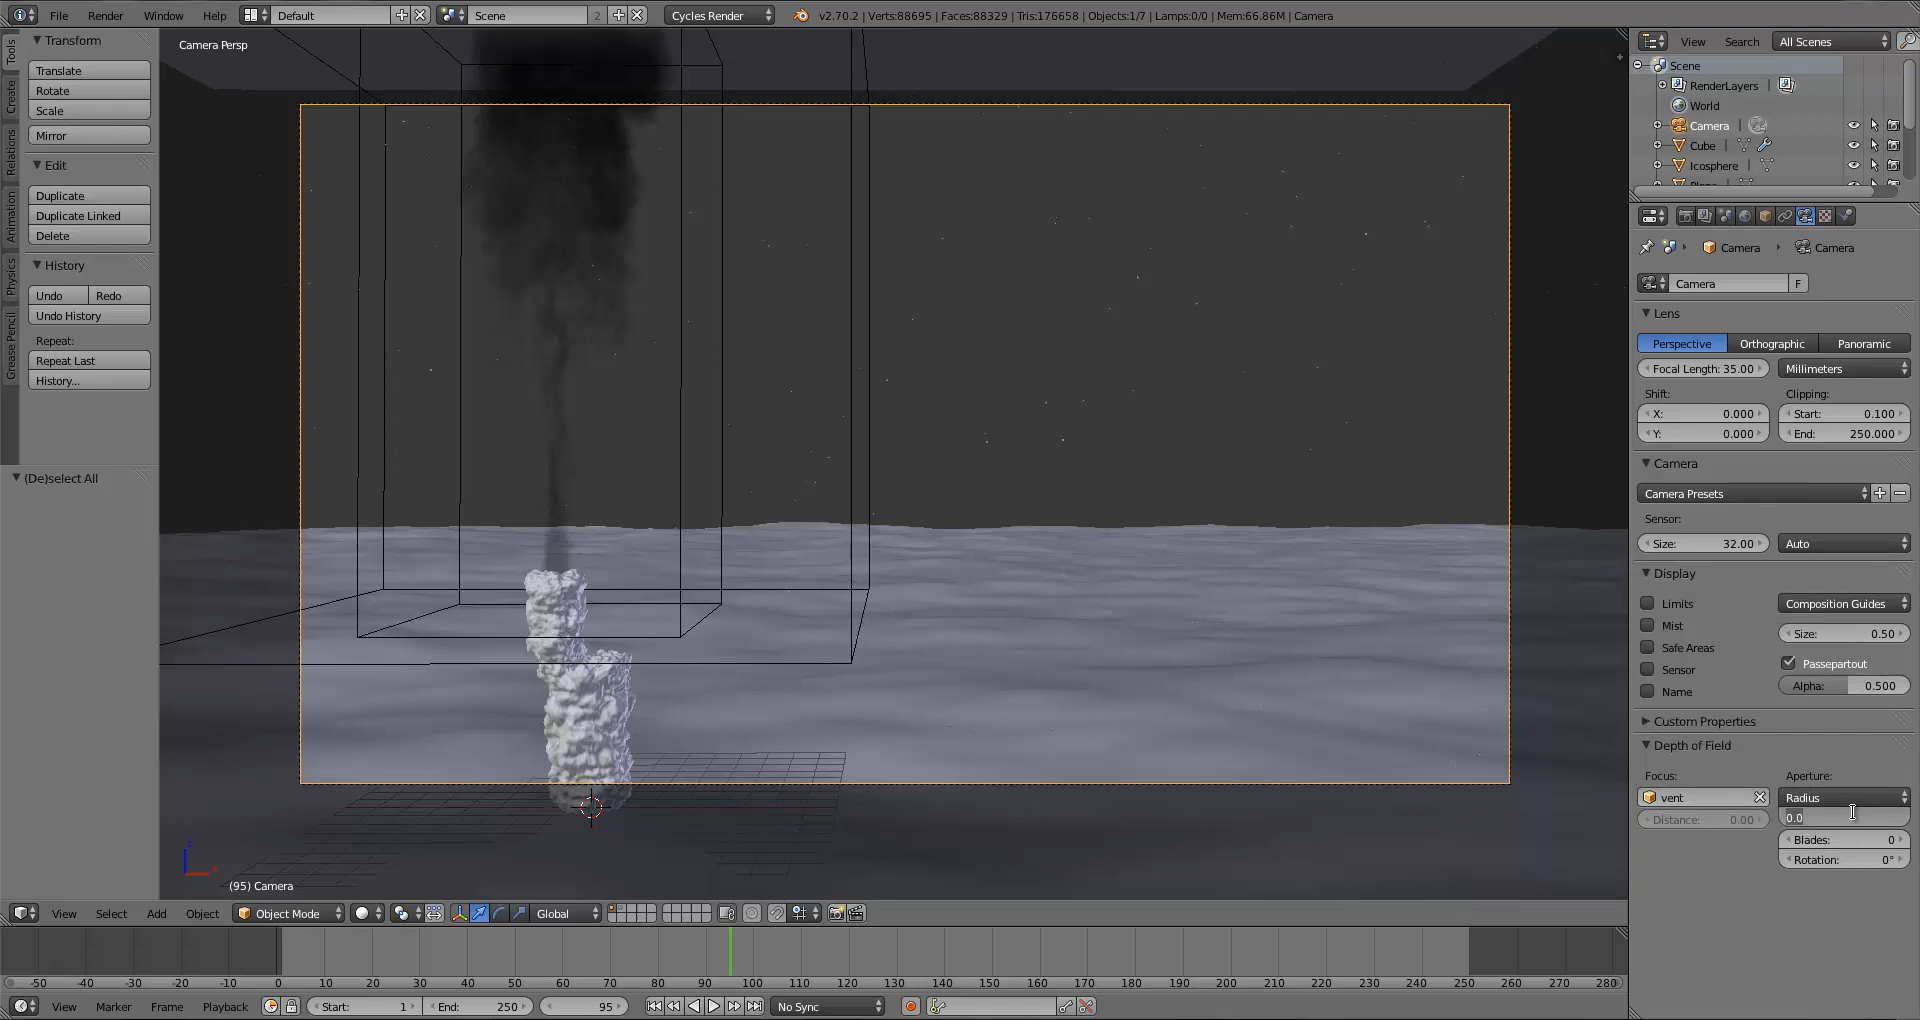 File Render Window Help Default Scene 2 Cycles Render v2.70.2 | Verts:88695 | Faces:88329 | Tris:176658 | Objects:1/7 | Lamps:0/0 | Mem:66.86M | Camera
Tools
Create
Relations
Animation
Physics
Grease Pencil
Transform
Translate
Rotate
Scale
Mirror
Edit
Duplicate
Duplicate Linked
Delete
History
Undo Redo
Undo History
Repeat:
Repeat Last
History...
(De)select All
Camera Persp
(95) Camera
View Select Add Object Object Mode Global
-50 -40 -30 -20 -10 0 10 20 30 40 50 60 70 80 90 100 110 120 130 140 150 160 170 180 190 200 210 220 230 240 250 260 270 280
View Marker Frame Playback Start: 1 End: 250 95 No Sync
View Search All Scenes
Scene
RenderLayers
World
Camera
Cube
Icosphere
Camera Camera
Camera F
Lens
Perspective Orthographic Panoramic
Focal Length: 35.00 Millimeters
Shift: Clipping:
X: 0.000 Start: 0.100
Y: 0.000 End: 250.000
Camera
Camera Presets
Sensor:
Size: 32.00 Auto
Display
Limits Composition Guides
Mist Size: 0.50
Safe Areas
Sensor Passepartout
Name Alpha: 0.500
Custom Properties
Depth of Field
Focus: Aperture:
vent Radius
Distance: 0.00 0.0
Blades: 0
Rotation: 0°